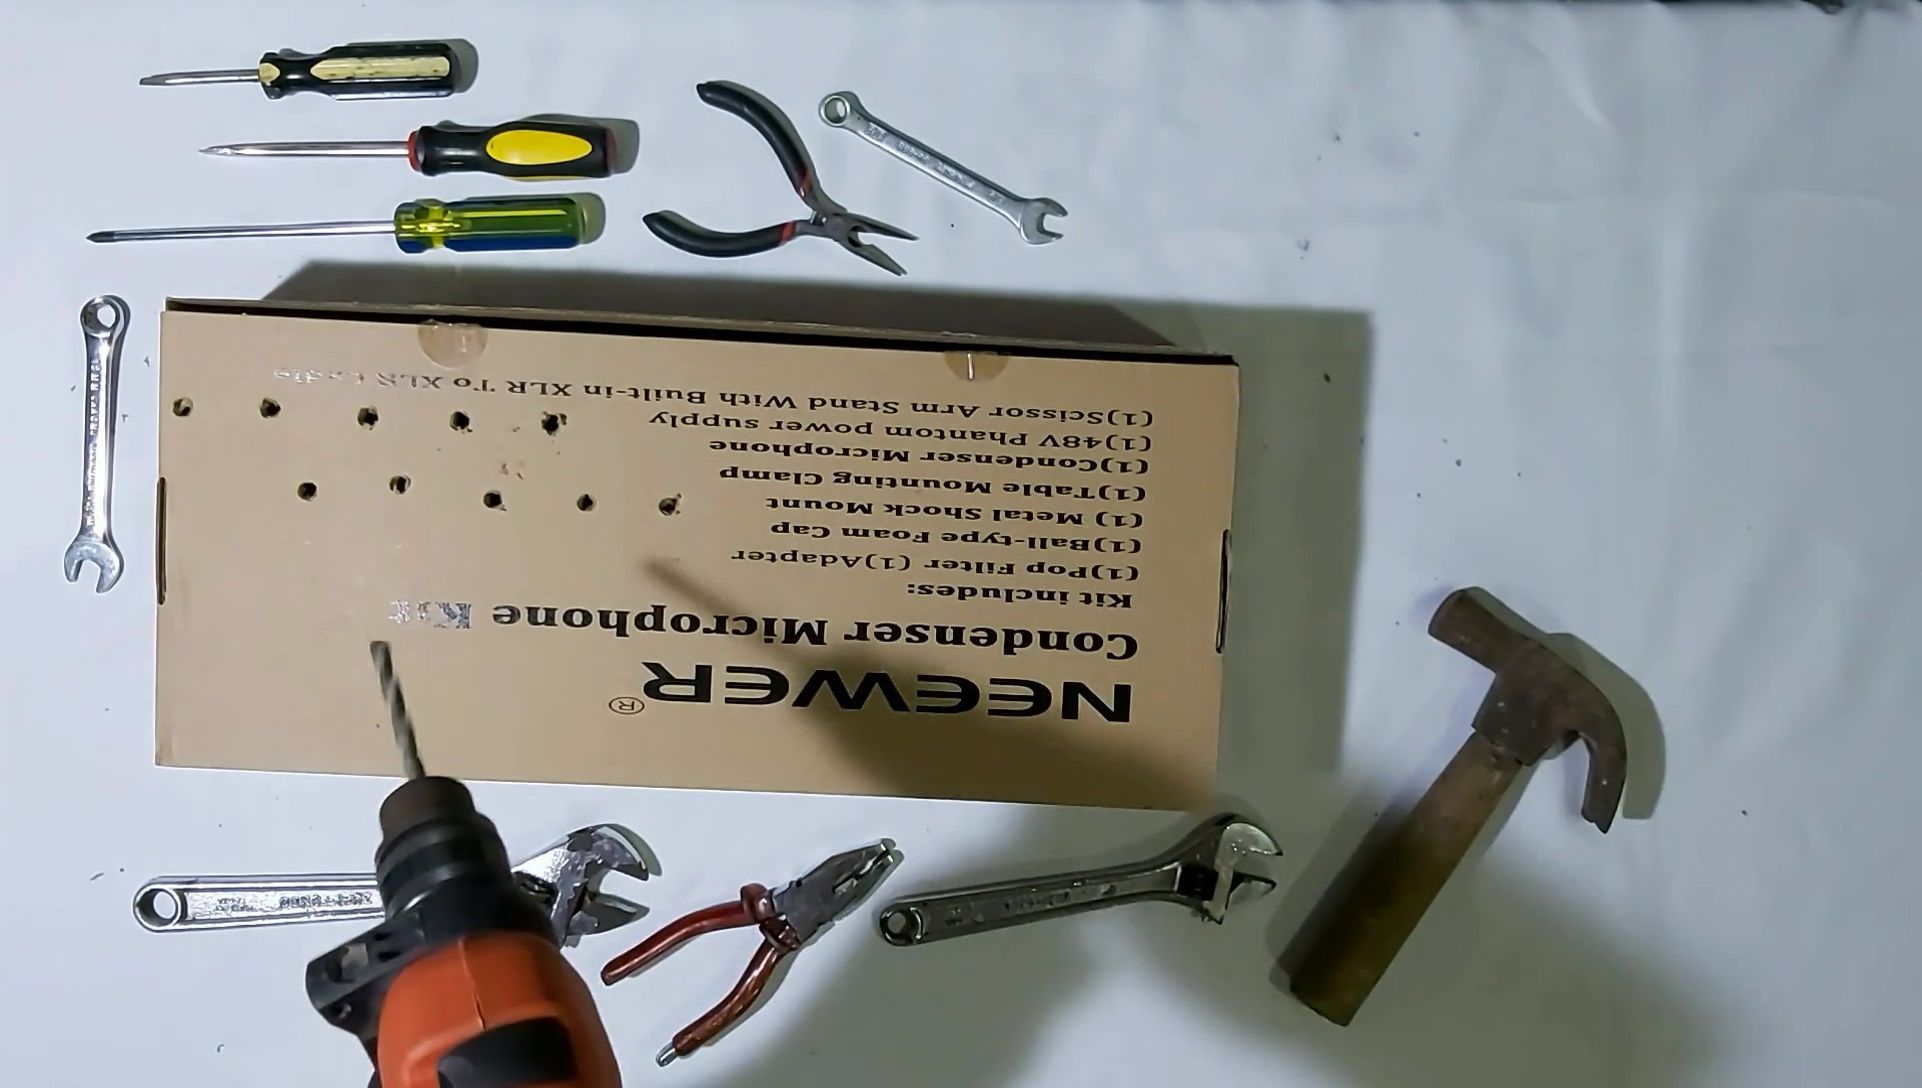 NEEWER®
Condenser Microphone Kit
Kit includes:
(1)Pop Filter (1)Adapter
(1)Ball-type Foam Cap
(1) Metal Shock Mount
(1)Table Mounting Clamp
(1)Condenser Microphone
(1)48V Phantom power supply
(1)Scissor Arm Stand With Built-in XLR To XLR Cable